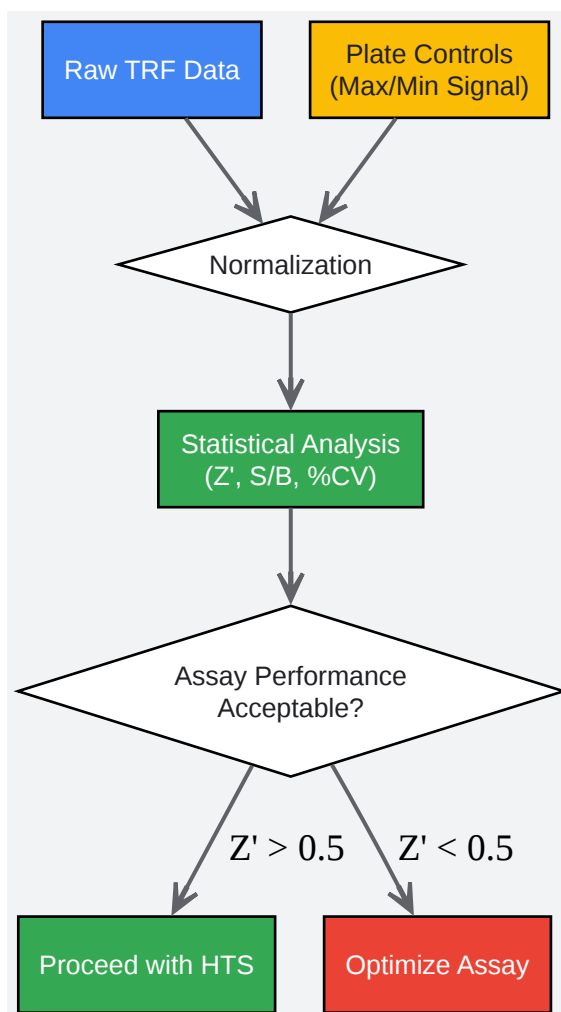 Raw TRF Data
Plate Controls
(Max/Min Signal)
Normalization
Statistical Analysis
(Z', S/B, %CV)
Assay Performance
Acceptable?
Z' > 0.5
Z' < 0.5
Proceed with HTS
Optimize Assay